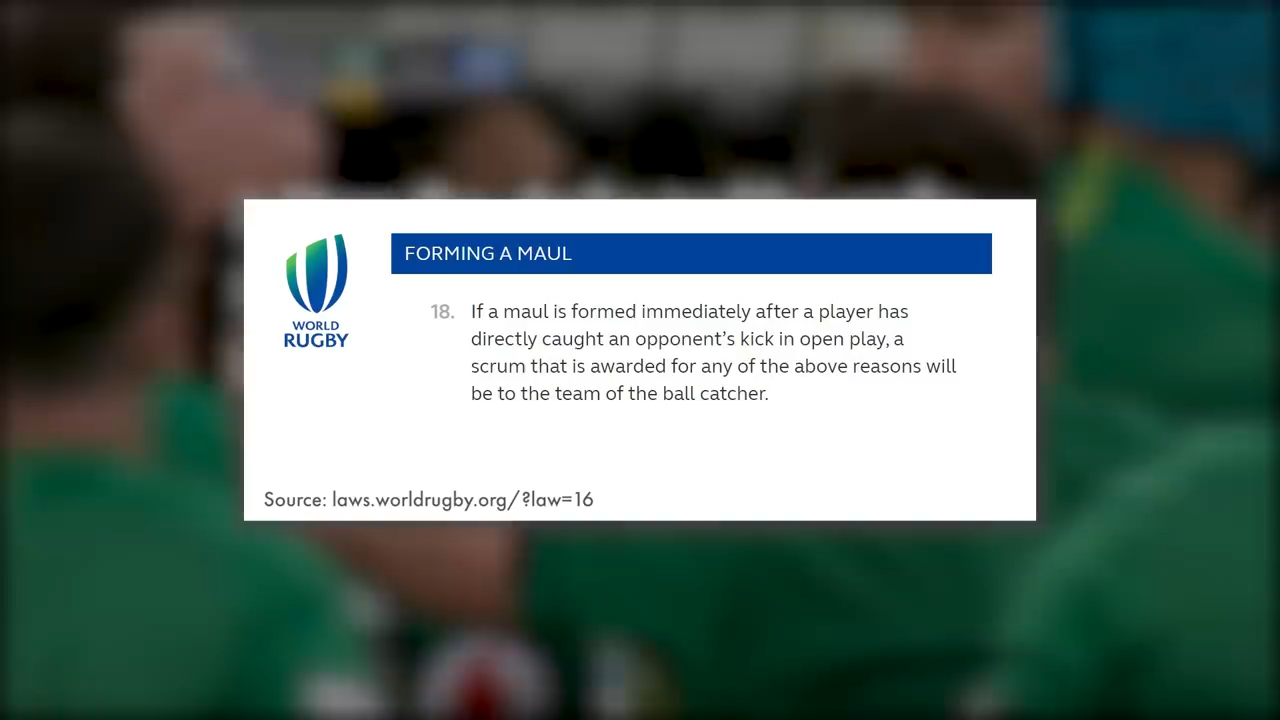 WORLD
RUGBY
FORMING A MAUL
18. If a maul is formed immediately after a player has
directly caught an opponent’s kick in open play, a
scrum that is awarded for any of the above reasons will
be to the team of the ball catcher.
Source: laws.worldrugby.org/?law=16